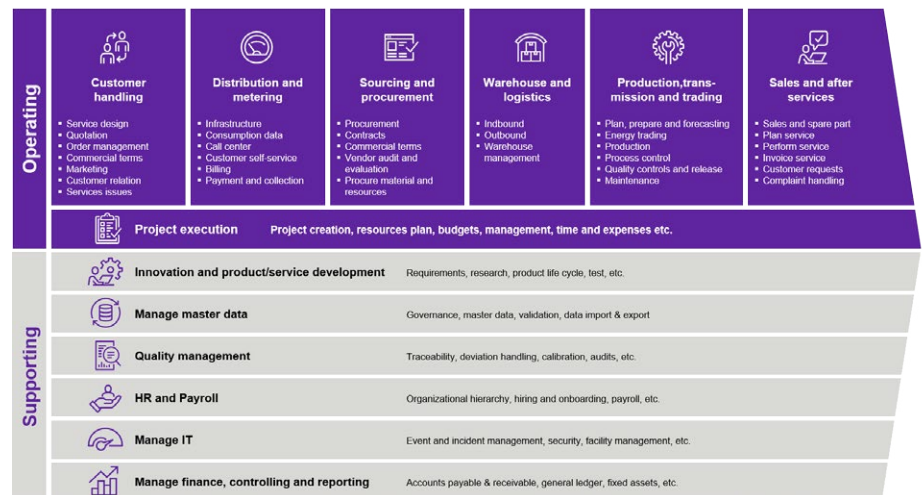 Operating
Customer
handling
▪ Service design
▪ Quotation
▪ Order management
▪ Commercial terms
▪ Marketing
▪ Customer relation
▪ Services issues
Distribution and
metering
▪ Infrastructure
▪ Consumption data
▪ Call center
▪ Customer self-service
▪ Billing
▪ Payment and collection
Sourcing and
procurement
▪ Procurement
▪ Contracts
▪ Commercial terms
▪ Vendor audit and
evaluation
▪ Procure material and
resources
Warehouse and
logistics
▪ Indbound
▪ Outbound
▪ Warehouse
management
Production,trans-
mission and trading
▪ Plan, prepare and forecasting
▪ Energy trading
▪ Production
▪ Process control
▪ Quality controls and release
▪ Maintenance
Sales and after
services
▪ Sales and spare part
▪ Plan service
▪ Perform service
▪ Invoice service
▪ Customer requests
▪ Complaint handling
Project execution Project creation, resources plan, budgets, management, time and expenses etc.
Supporting
Innovation and product/service development Requirements, research, product life cycle, test, etc.
Manage master data Governance, master data, validation, data import & export
Quality management Traceability, deviation handling, calibration, audits, etc.
HR and Payroll Organizational hierarchy, hiring and onboarding, payroll, etc.
Manage IT Event and incident management, security, facility management, etc.
Manage finance, controlling and reporting Accounts payable & receivable, general ledger, fixed assets, etc.